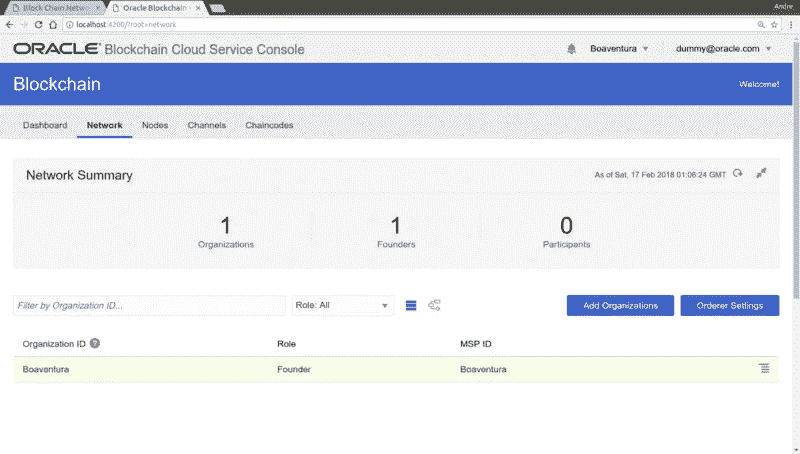 Andre
Block Chain Netw
Oracle Blockchain
localhost:4200/?root=network
ORACLE Blockchain Cloud Service Console
Boaventura
dummy@oracle.com
Blockchain
Welcome!
Dashboard Network Nodes Channels Chaincodes
Network Summary
As of Sat, 17 Feb 2018 01:06:24 GMT
1 1 0
Organizations Founders Participants
Filter by Organization ID...
Role: All
Add Organizations
Orderer Settings
Organization ID ? Role MSP ID
Boaventura Founder Boaventura